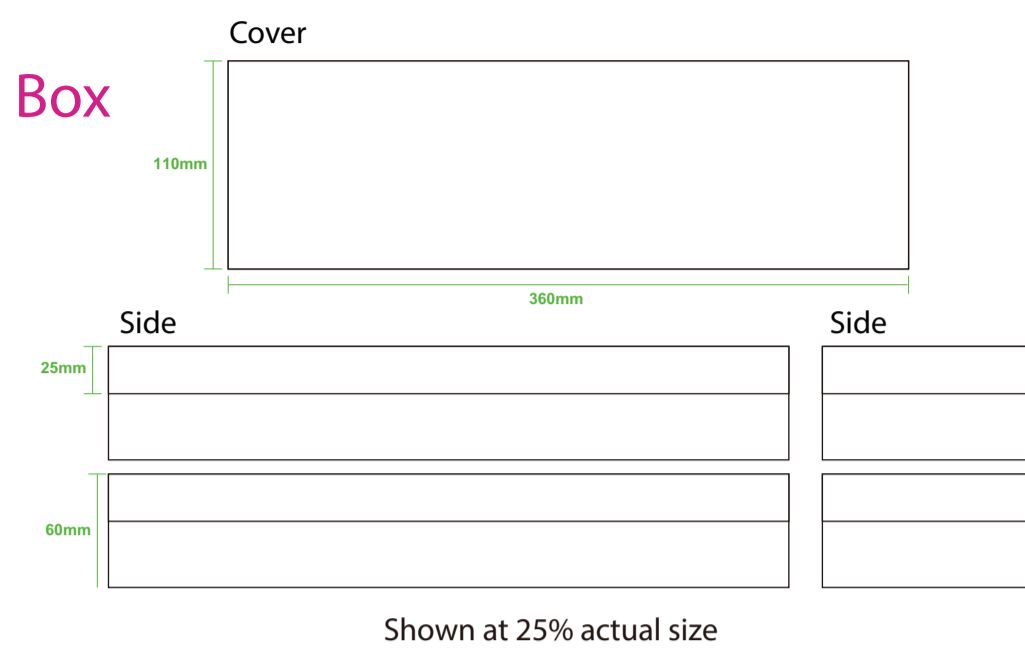 Cover
Box
110mm
360mm
Side
Side
25mm
60mm
Shown at 25% actual size